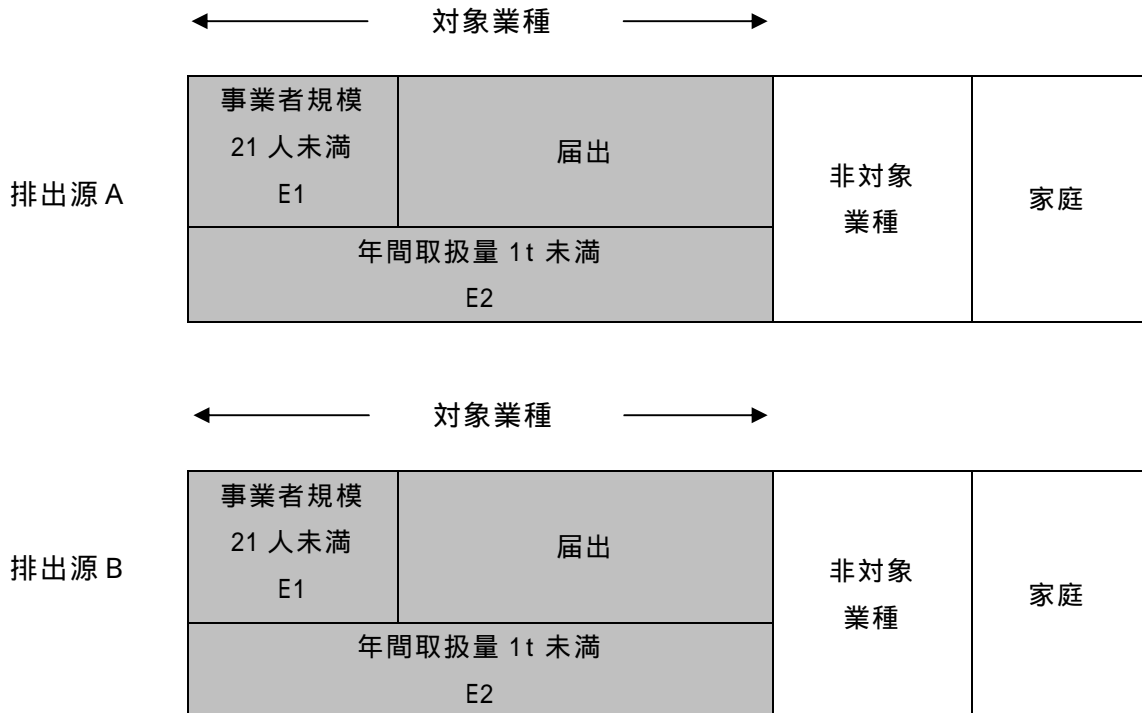 対象業種
排出源 A
事業者規模
21 人未満
E1
届出
年間取扱量 1t 未満
E2
非対象
業種
家庭
対象業種
排出源 B
事業者規模
21 人未満
E1
届出
年間取扱量 1t 未満
E2
非対象
業種
家庭